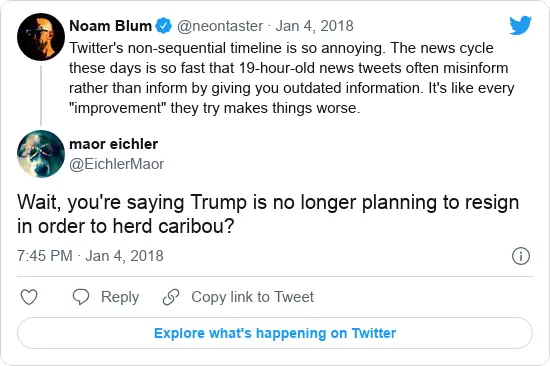 Noam Blum @neontaster · Jan 4, 2018
Twitter's non-sequential timeline is so annoying. The news cycle
these days is so fast that 19-hour-old news tweets often misinform
rather than inform by giving you outdated information. It's like every
"improvement" they try makes things worse.
maor eichler
@EichlerMaor
Wait, you're saying Trump is no longer planning to resign
in order to herd caribou?
7:45 PM · Jan 4, 2018
Reply Copy link to Tweet
Explore what's happening on Twitter